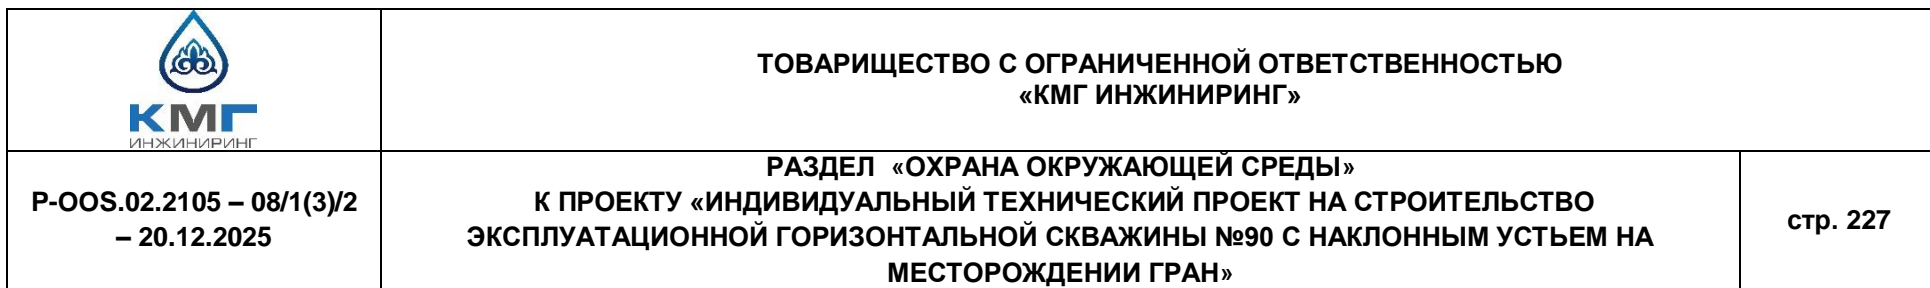 КМГ
ИНЖИНИРИНГ
ТОВАРИЩЕСТВО С ОГРАНИЧЕННОЙ ОТВЕТСТВЕННОСТЬЮ
«КМГ ИНЖИНИРИНГ»
P-OOS.02.2105 – 08/1(3)/2
– 20.12.2025
РАЗДЕЛ «ОХРАНА ОКРУЖАЮЩЕЙ СРЕДЫ»
К ПРОЕКТУ «ИНДИВИДУАЛЬНЫЙ ТЕХНИЧЕСКИЙ ПРОЕКТ НА СТРОИТЕЛЬСТВО
ЭКСПЛУАТАЦИОННОЙ ГОРИЗОНТАЛЬНОЙ СКВАЖИНЫ №90 С НАКЛОННЫМ УСТЬЕМ НА
МЕСТОРОЖДЕНИИ ГРАН»
стр. 227